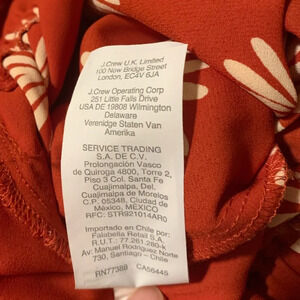 J.Crew U.K. Limited
100 New Bridge Street
London, EC4V 6JA
J.Crew Operating Corp
251 Little Falls Drive
USA DE 19808 Wilmington
Delaware
Verenidge Staten Van
Amerika
SERVICE TRADING
S.A. DE C.V.
Prolongación Vasco
de Quiroga 4800, Torre 2,
Piso 3 Col. Santa Fe
Cuajimalpa, Del.
Cuajimalpa de Morelos
C.P. 05348, Ciudad de
México, MÉXICO
RFC: STR921014AR0
Importado en Chile por:
Falabella Retail S.A.
R.U.T.: 77.261.280-k
Av. Manuel Rodriguez Norte
730, Santiago - Chile
RN77388 CA56445